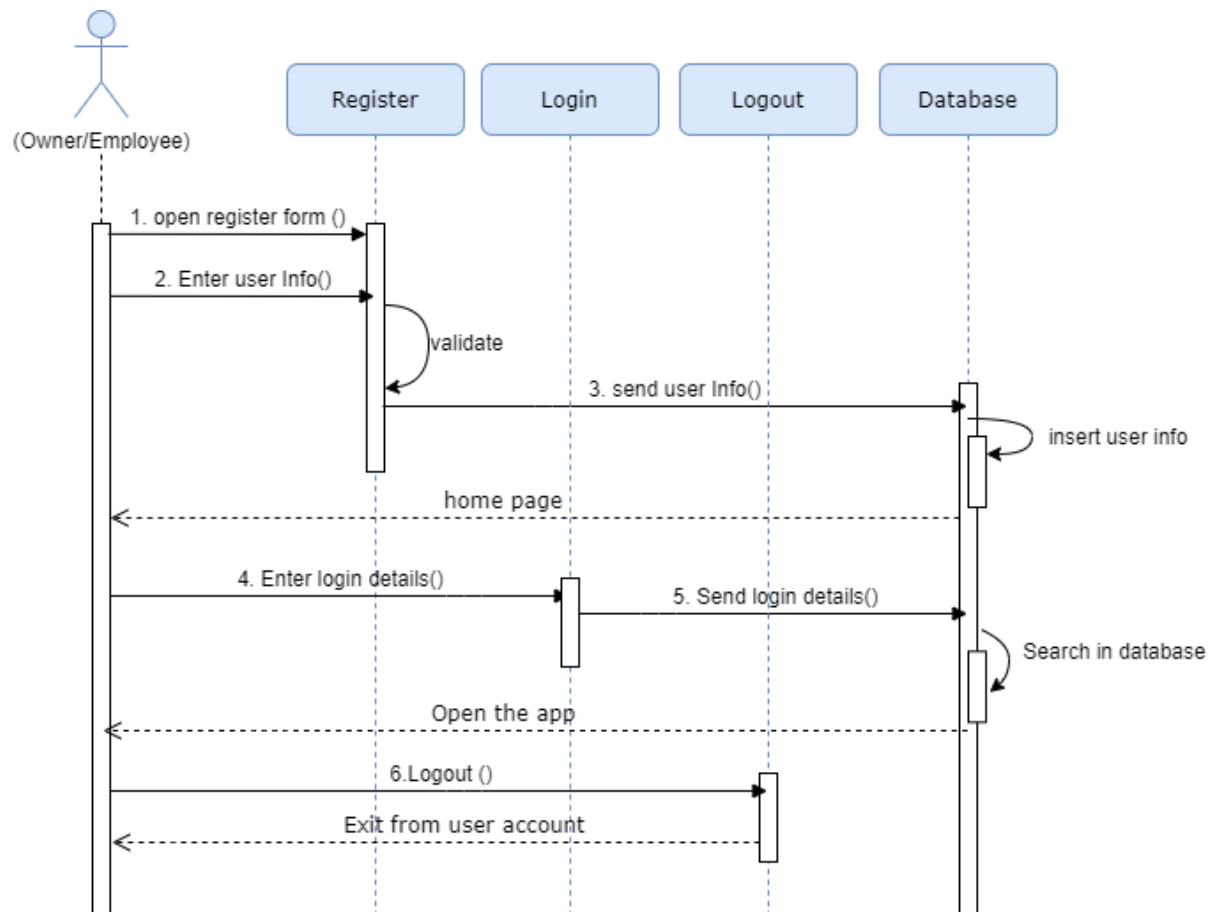 Register
Login
Logout
Database
(Owner/Employee)
1. open register form ()
2. Enter user Info()
validate
3. send user Info()
insert user info
home page
4. Enter login details()
5. Send login details()
Search in database
Open the app
6.Logout ()
Exit from user account